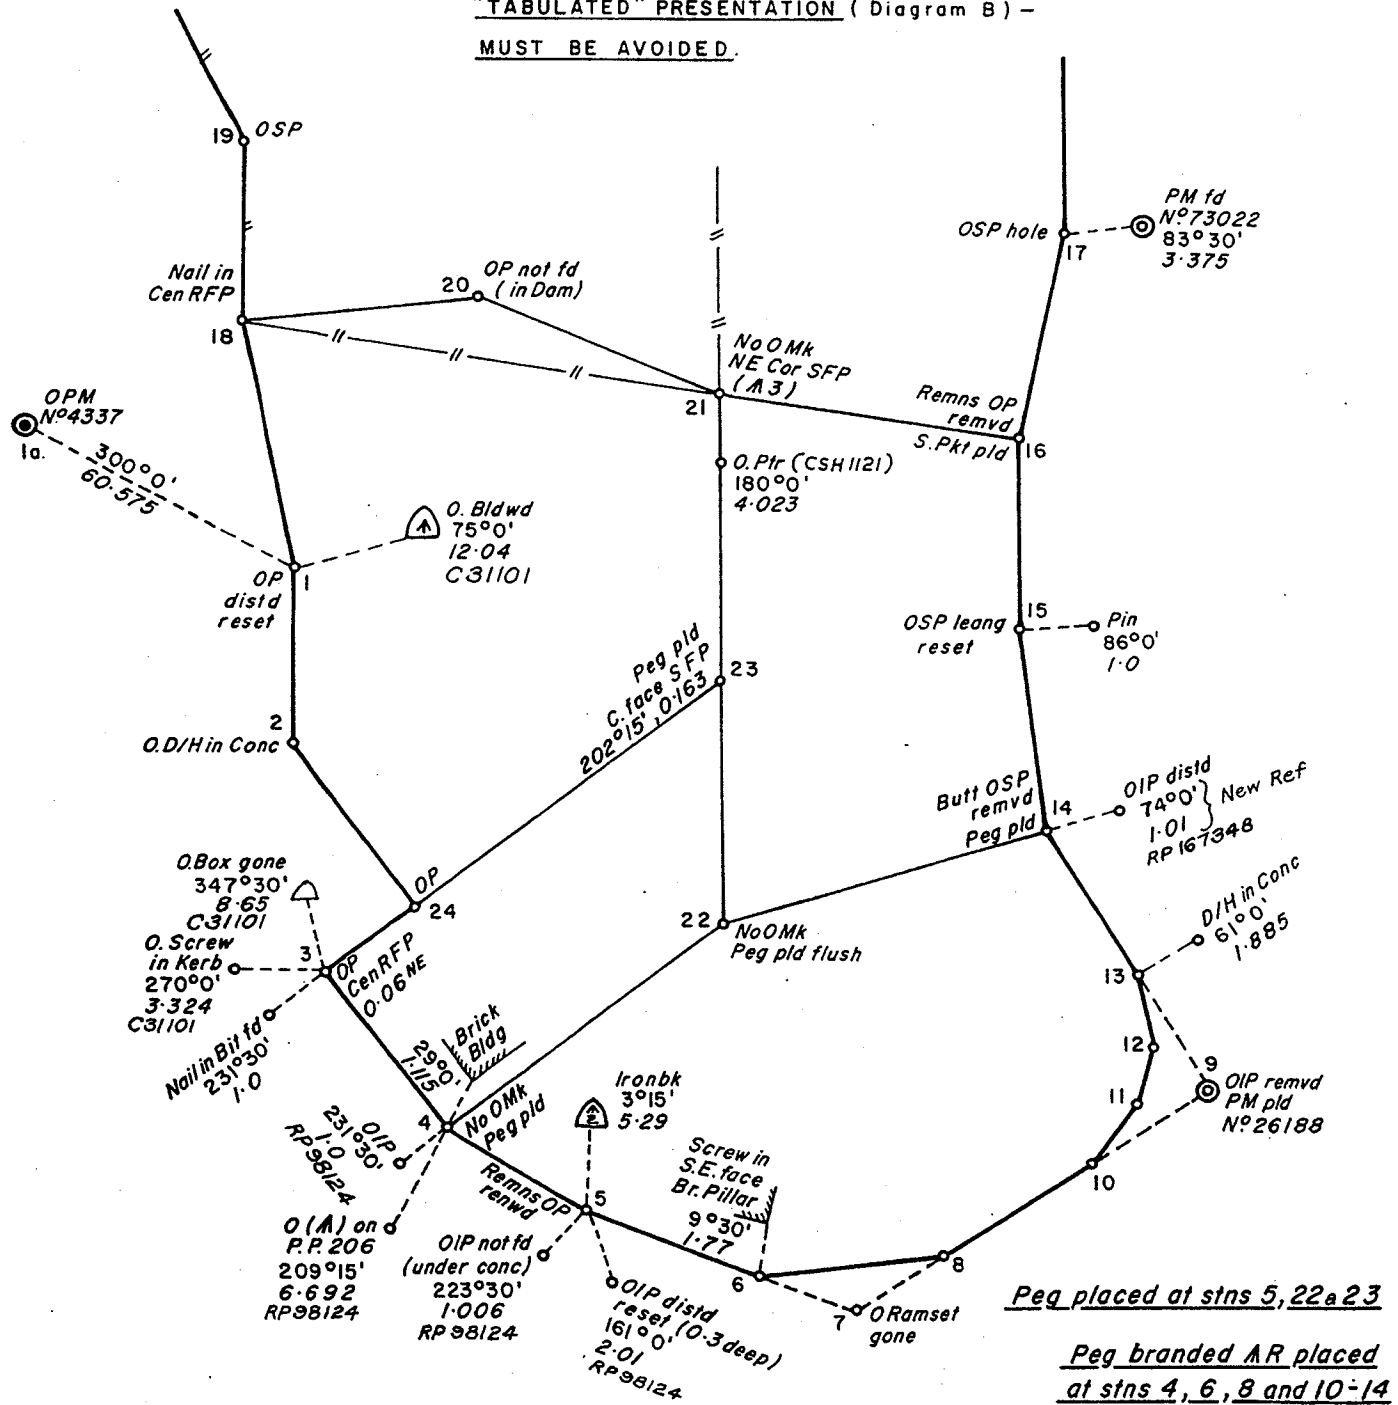 "TABULATED" PRESENTATION (Diagram B) –
MUST BE AVOIDED.
19
OSP
PM fd
Nº73022
83°30'
3·375
OSP hole
17
Nail in
Cen RFP
18
20
OP not fd
(in Dam)
No O Mk
NE Cor SFP
(⩚3)
21
Remns OP
remvd
S.Pkt pld
16
OPM
Nº4337
1a.
300°0'
60·575
O.Ptr (CSH1121)
180°0'
4·023
O. Bldwd
75°0'
12·04
C31101
OP
distd
reset
1
OSP leang
reset
15
Pin
86°0'
1·0
Peg pld
C. face SFP
202°15', 0·163
23
2
O.D/H in Conc
Butt OSP
remvd
Peg pld
14
OIP distd
74°0'
1·01
RP167348
New Ref
O.Box gone
347°30'
8·65
C31101
OP
24
22
No O Mk
Peg pld flush
D/H in Conc
61°0'
1·885
13
O. Screw
in Kerb
270°0'
3·324
C31101
3
OP
Cen RFP
0·06 NE
Nail in Bit fd
231°30'
1·0
29°0'
1·115
Brick
Bldg
12
11
9
OIP remvd
PM pld
Nº26188
10
4
No O Mk
Peg pld
OIP
231°30'
1·0
RP98124
Ironbk
3°15'
5·29
2
Screw in
S.E. face
Br. Pillar
9°30'
1·77
Remns OP
renwd
5
O(⩚) on
P.P. 206
209°15'
6·692
RP98124
OIP not fd
(under conc)
223°30'
1·006
RP98124
OIP distd
reset (0·3 deep)
161°0'
2·01
RP98124
6
7
O Ramset
gone
8
Peg placed at stns 5, 22 & 23
Peg branded ⩚R placed
at stns 4, 6, 8 and 10-14